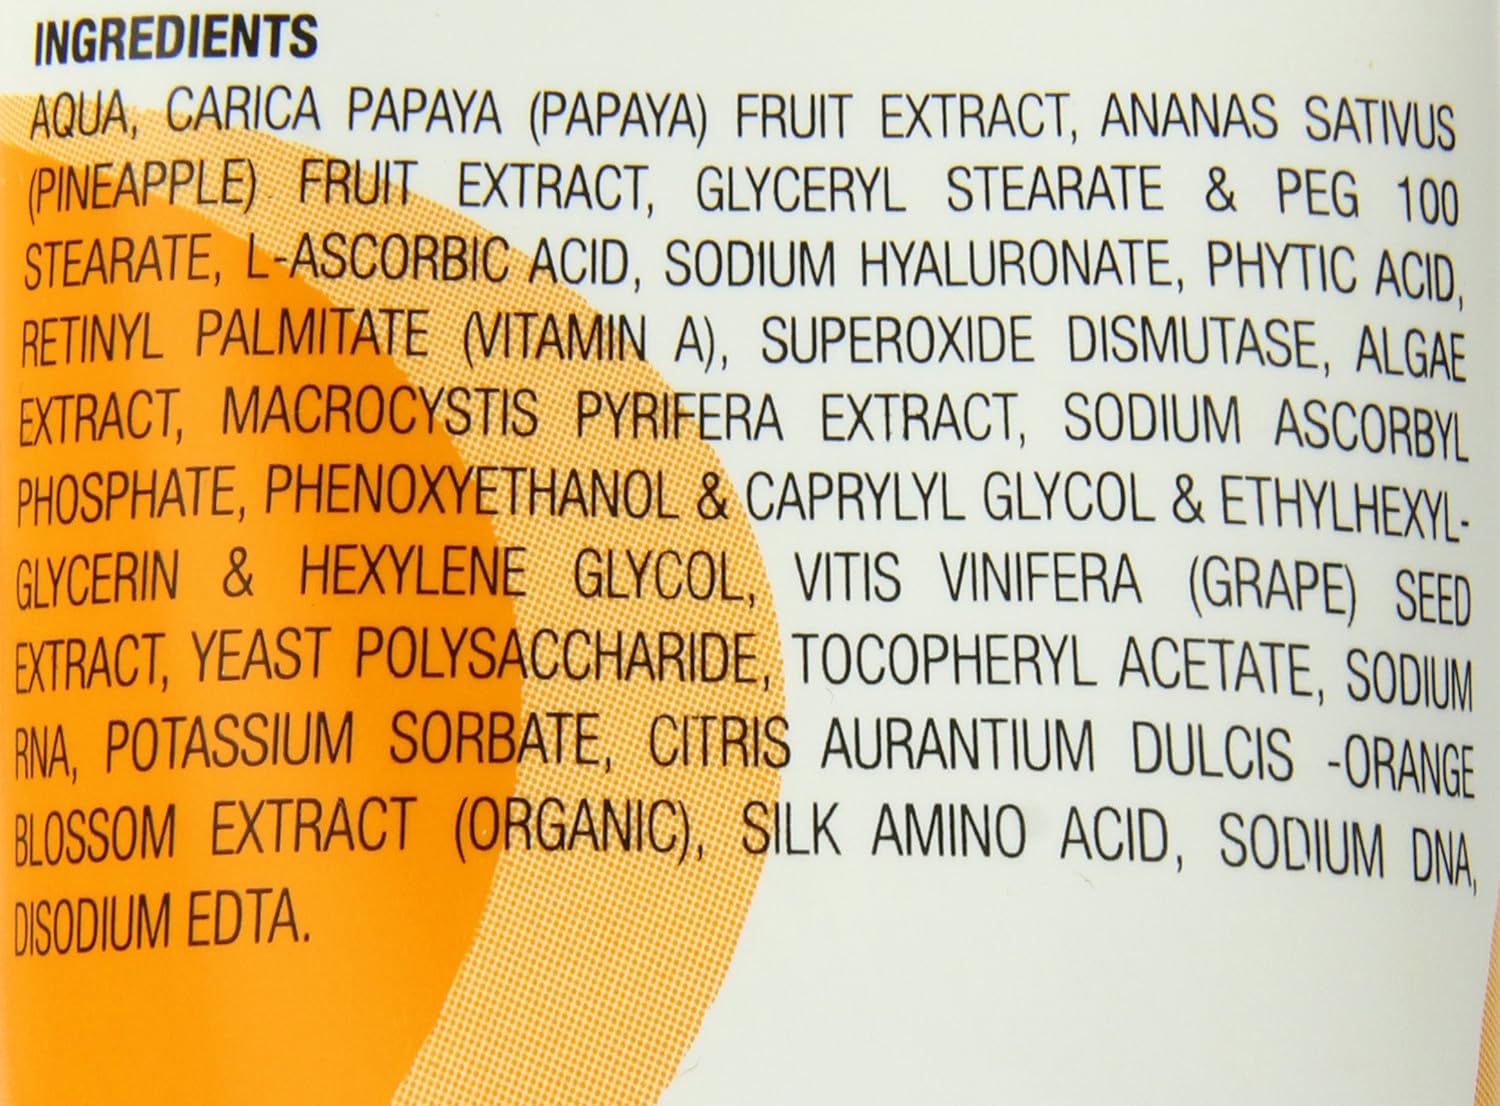 INGREDIENTS
AQUA, CARICA PAPAYA (PAPAYA) FRUIT EXTRACT, ANANAS SATIVUS
(PINEAPPLE) FRUIT EXTRACT, GLYCERYL STEARATE & PEG 100
STEARATE, L-ASCORBIC ACID, SODIUM HYALURONATE, PHYTIC ACID,
RETINYL PALMITATE (VITAMIN A), SUPEROXIDE DISMUTASE, ALGAE
EXTRACT, MACROCYSTIS PYRIFERA EXTRACT, SODIUM ASCORBYL
PHOSPHATE, PHENOXYETHANOL & CAPRYLYL GLYCOL & ETHYLHEXYL-
GLYCERIN & HEXYLENE GLYCOL, VITIS VINIFERA (GRAPE) SEED
EXTRACT, YEAST POLYSACCHARIDE, TOCOPHERYL ACETATE, SODIUM
RNA, POTASSIUM SORBATE, CITRIS AURANTIUM DULCIS -ORANGE
BLOSSOM EXTRACT (ORGANIC), SILK AMINO ACID, SODIUM DNA,
DISODIUM EDTA.